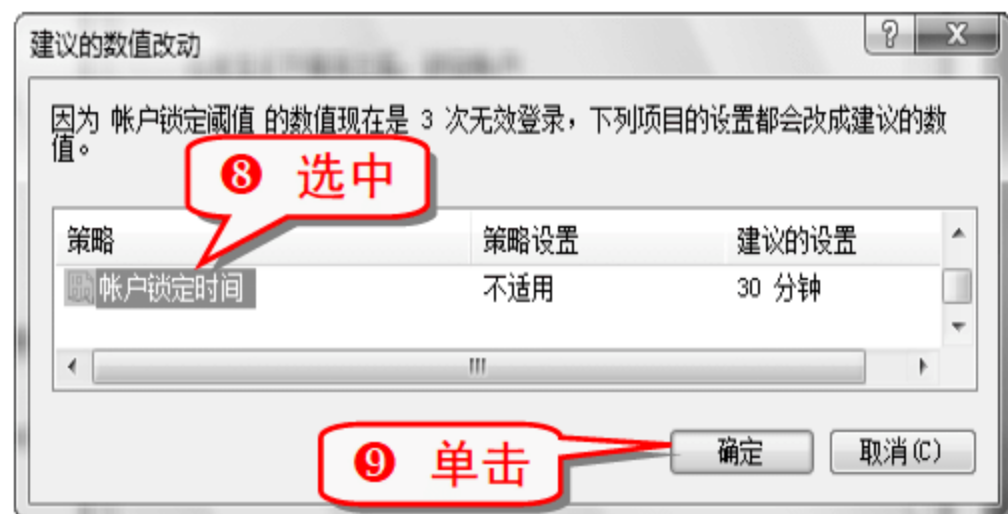 建议的数值改动
因为 帐户锁定阈值 的数值现在是 3 次无效登录，下列项目的设置都会改成建议的数
值。
❽ 选中
策略 策略设置 建议的设置
帐户锁定时间 不适用 30 分钟
❾ 单击
确定 取消(C)